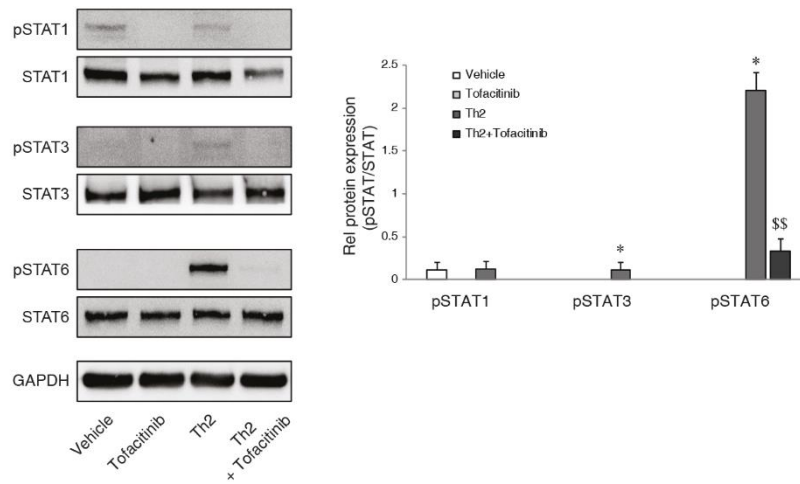 pSTAT1
STAT1
pSTAT3
STAT3
pSTAT6
STAT6
GAPDH
Vehicle
Tofacitinib
Th2
Th2
+ Tofacitinib
Rel protein expression
(pSTAT/STAT)
2.5
2
1.5
1
0.5
0
Vehicle
Tofacitinib
Th2
Th2+Tofacitinib
*
*
$$
pSTAT1
pSTAT3
pSTAT6